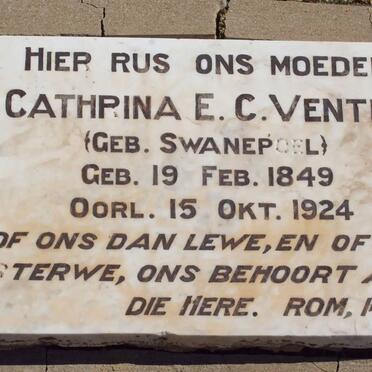 HIER RUS ONS MOEDE
CATHRINA E. C. VENT
(GEB. SWANEPOEL)
GEB. 19 FEB. 1849
OORL. 15 OKT. 1924
OF ONS DAN LEWE, EN OF
STERWE, ONS BEHOORT A
DIE HERE. ROM,